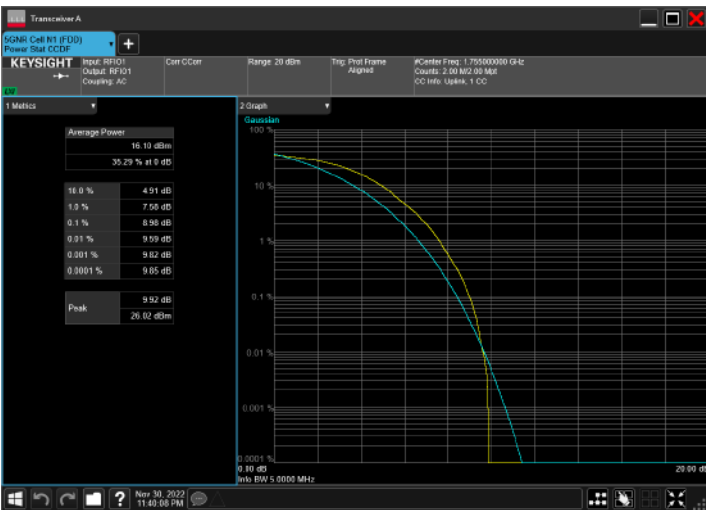 Transceiver A
5GNR Cell N1 (FDD)
Power Stat CCDF
KEYSIGHT
Input: RFIO1
Output: RFIO1
Coupling: AC
Corr CCorr
Range: 20 dBm
Trig: Prot Frame
Aligned
#Center Freq: 1.755000000 GHz
Counts: 2.00 M/2.00 Mpt
CC Info: Uplink, 1 CC
1 Metrics
Average Power
16.10 dBm
35.29 % at 0 dB
10.0 % 4.91 dB
1.0 % 7.58 dB
0.1 % 8.98 dB
0.01 % 9.59 dB
0.001 % 9.82 dB
0.0001 % 9.85 dB
Peak
9.92 dB
26.02 dBm
2 Graph
Gaussian
100 %
10 %
1 %
0.1 %
0.01 %
0.001 %
0.0001 %
0.00 dB
20.00 dB
Info BW 5.0000 MHz
Nov 30, 2022
11:40:08 PM